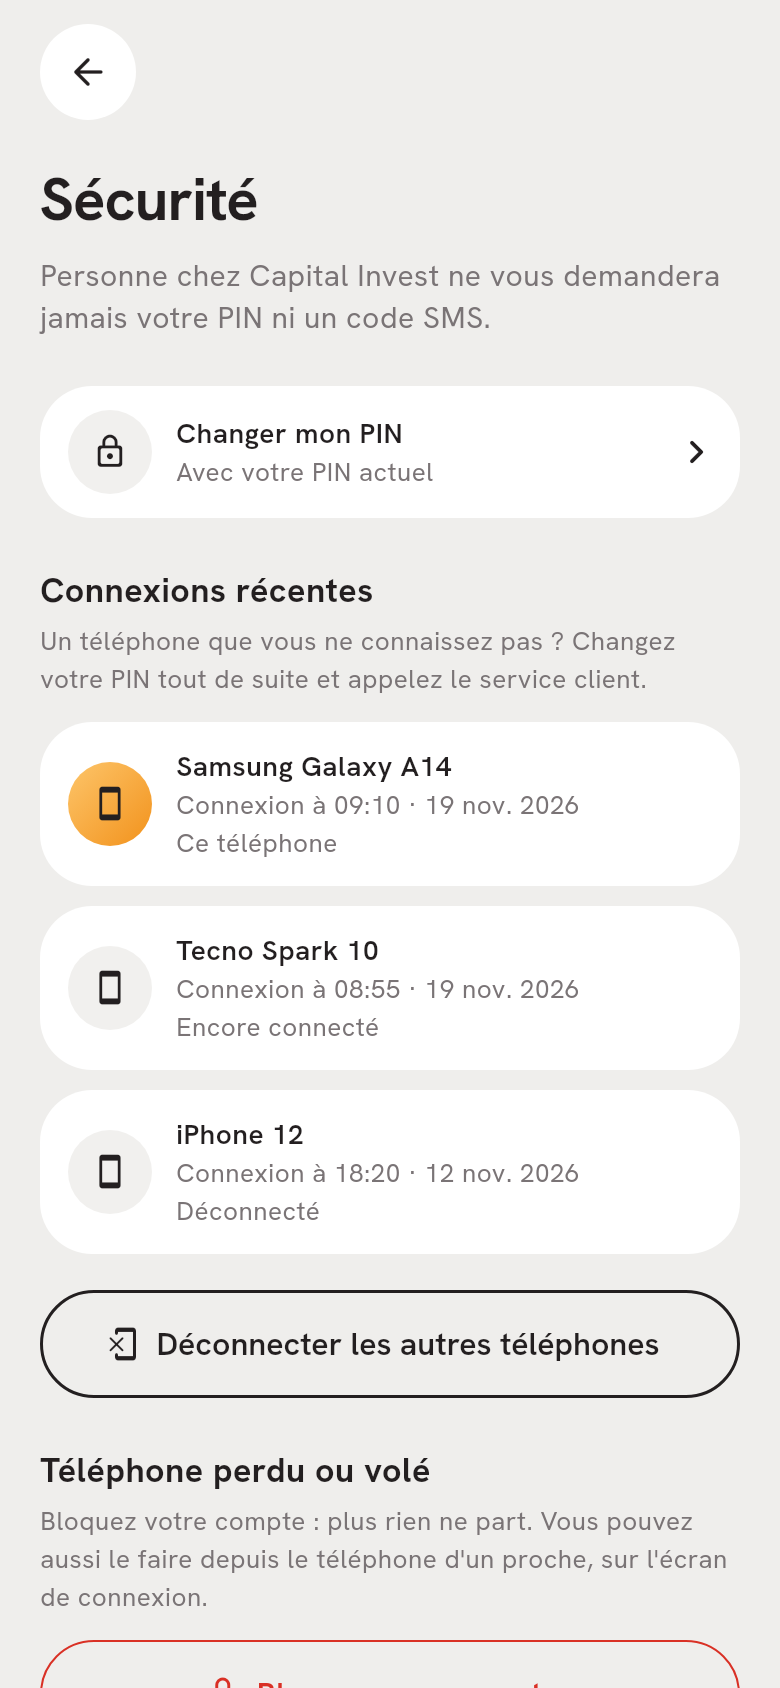 Sécurité
Personne chez Capital Invest ne vous demandera
jamais votre PIN ni un code SMS.
Changer mon PIN
Avec votre PIN actuel
Connexions récentes
Un téléphone que vous ne connaissez pas ? Changez
votre PIN tout de suite et appelez le service client.
Samsung Galaxy A14
Connexion à 09:10 · 19 nov. 2026
Ce téléphone
Tecno Spark 10
Connexion à 08:55 · 19 nov. 2026
Encore connecté
iPhone 12
Connexion à 18:20 · 12 nov. 2026
Déconnecté
Déconnecter les autres téléphones
Téléphone perdu ou volé
Bloquez votre compte : plus rien ne part. Vous pouvez
aussi le faire depuis le téléphone d'un proche, sur l'écran
de connexion.